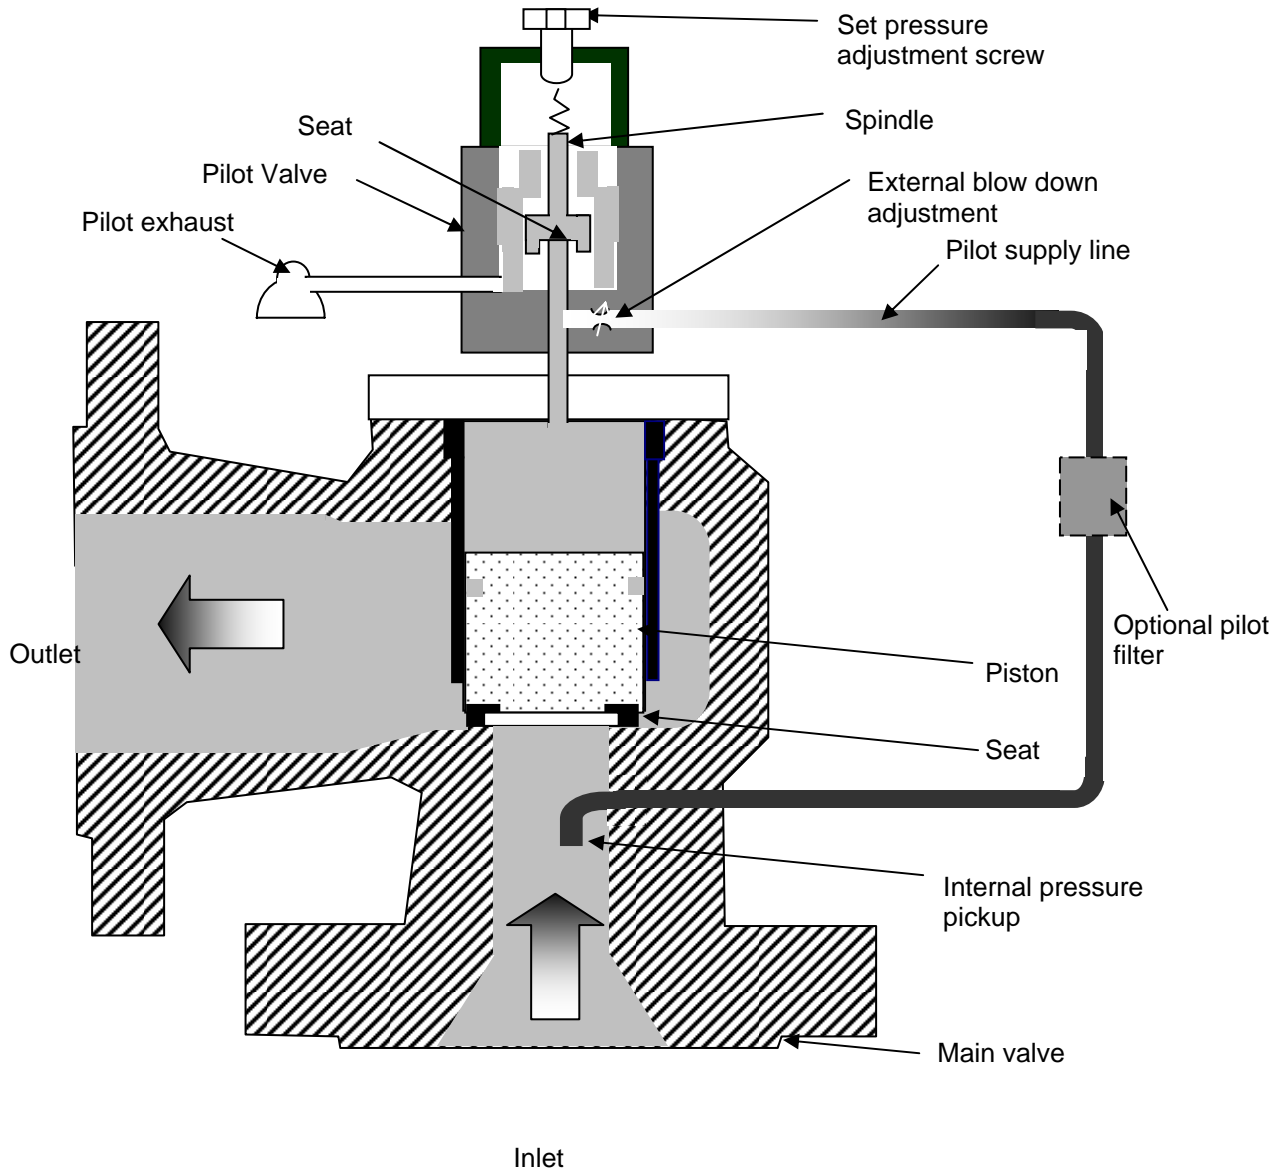 Set pressure
adjustment screw
Seat
Spindle
Pilot Valve
External blow down
adjustment
Pilot exhaust
Pilot supply line
Optional pilot
filter
Outlet
Piston
Seat
Internal pressure
pickup
Main valve
Inlet